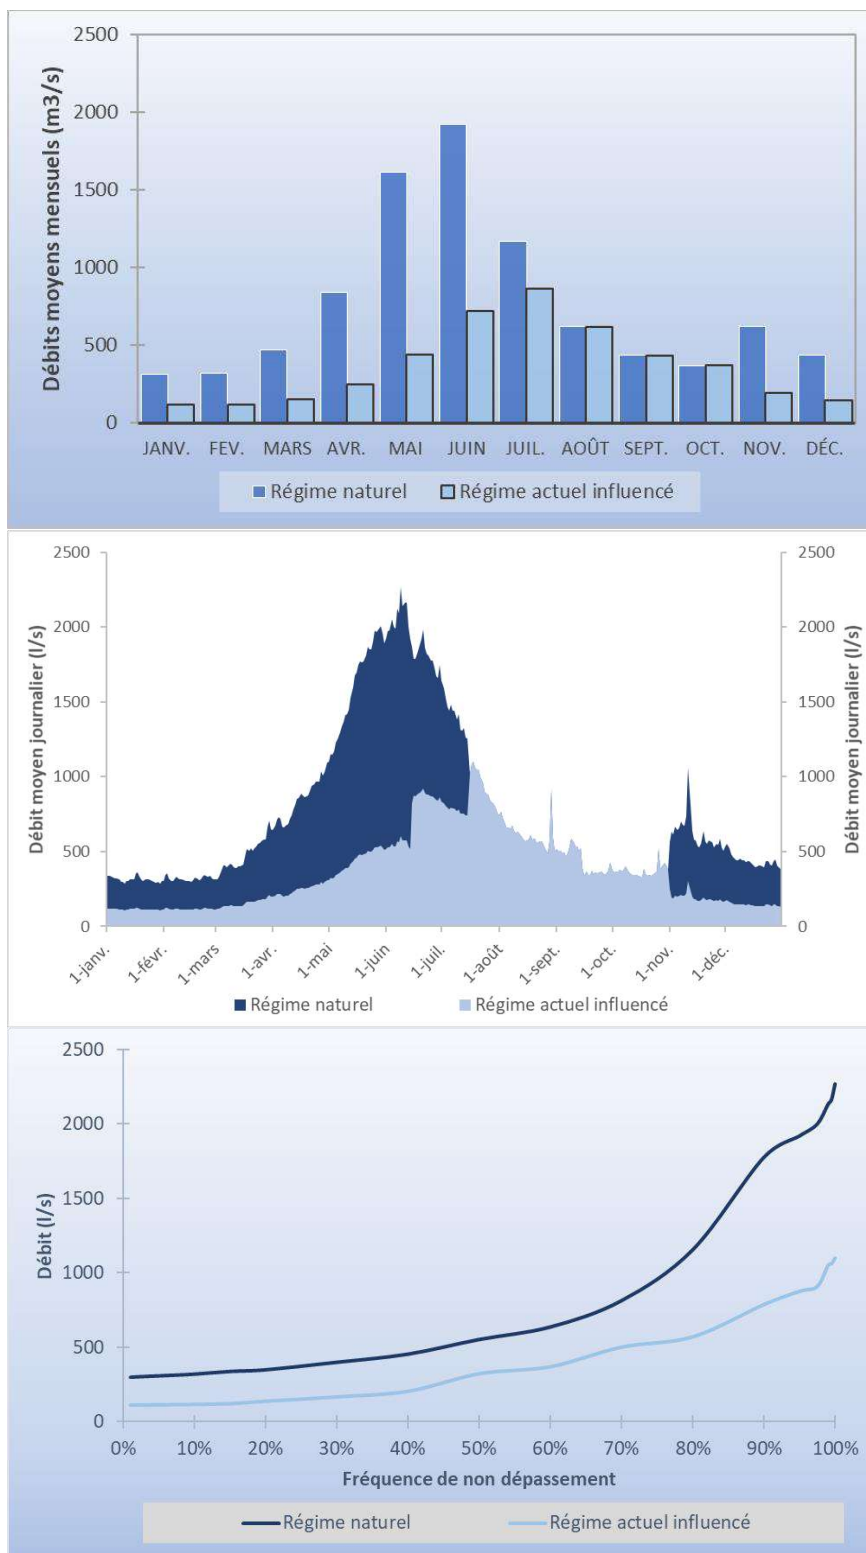 Débits moyens mensuels (m3/s)
2500
2000
1500
1000
500
0
JANV. FEV. MARS AVR. MAI JUIN JUIL. AOÛT SEPT. OCT. NOV. DÉC.
Régime naturel Régime actuel influencé
Débit moyen journalier (l/s)
2500
2000
1500
1000
500
0
2500
2000
1500
1000
500
0
Débit moyen journalier (l/s)
1-janv. 1-févr. 1-mars 1-avr. 1-mai 1-juin 1-juil. 1-août 1-sept. 1-oct. 1-nov. 1-déc.
Régime naturel Régime actuel influencé
Débit (l/s)
2500
2000
1500
1000
500
0
0% 10% 20% 30% 40% 50% 60% 70% 80% 90% 100%
Fréquence de non dépassement
Régime naturel Régime actuel influencé